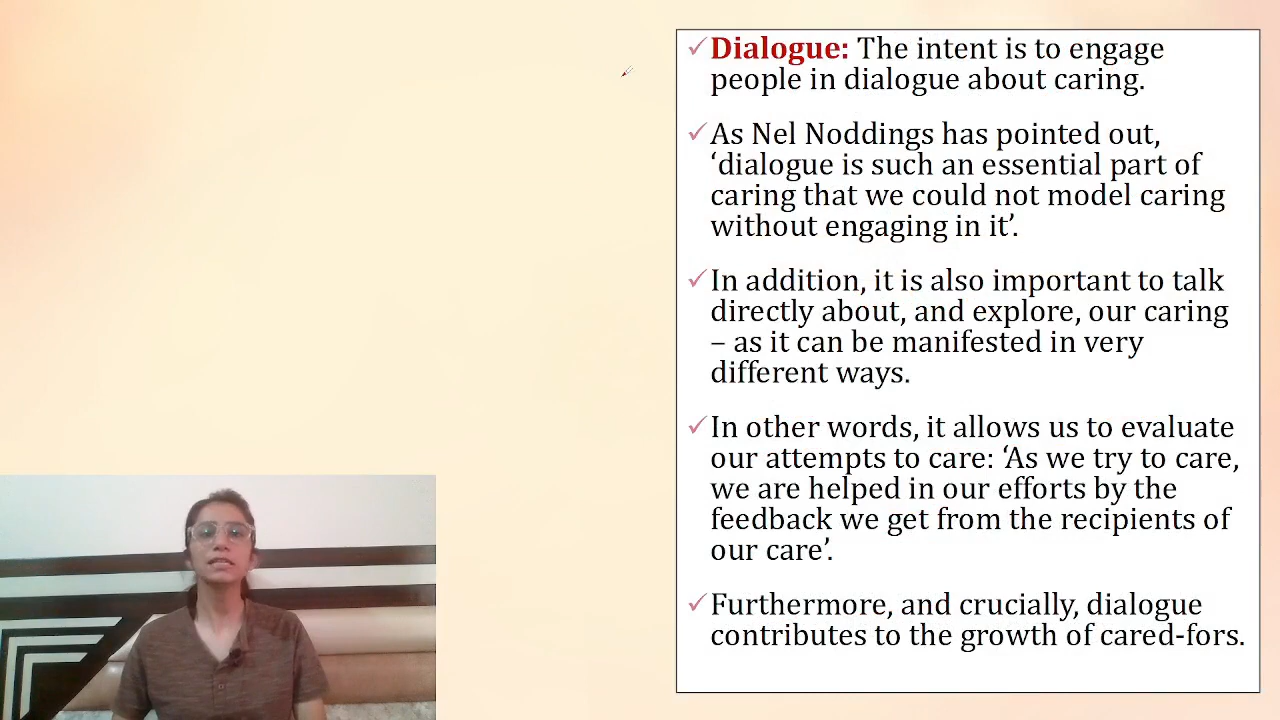 ✓Dialogue: The intent is to engage
people in dialogue about caring.
✓As Nel Noddings has pointed out,
‘dialogue is such an essential part of
caring that we could not model caring
without engaging in it’.
✓In addition, it is also important to talk
directly about, and explore, our caring
– as it can be manifested in very
different ways.
✓In other words, it allows us to evaluate
our attempts to care: ‘As we try to care,
we are helped in our efforts by the
feedback we get from the recipients of
our care’.
✓Furthermore, and crucially, dialogue
contributes to the growth of cared-fors.